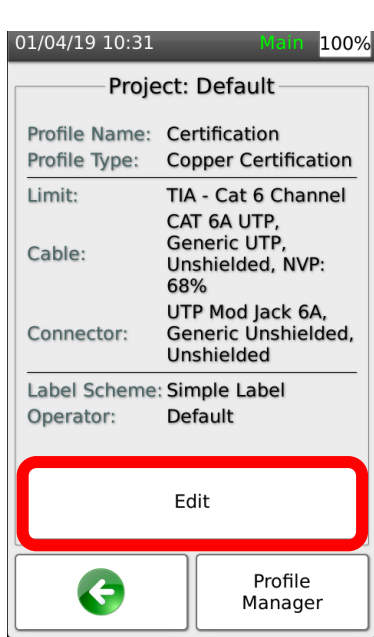 01/04/19 10:31 Main 100%
Project: Default
Profile Name: Certification
Profile Type: Copper Certification
Limit: TIA - Cat 6 Channel
Cable: CAT 6A UTP,
Generic UTP,
Unshielded, NVP:
68%
Connector: UTP Mod Jack 6A,
Generic Unshielded,
Unshielded
Label Scheme: Simple Label
Operator: Default
Edit
Profile
Manager